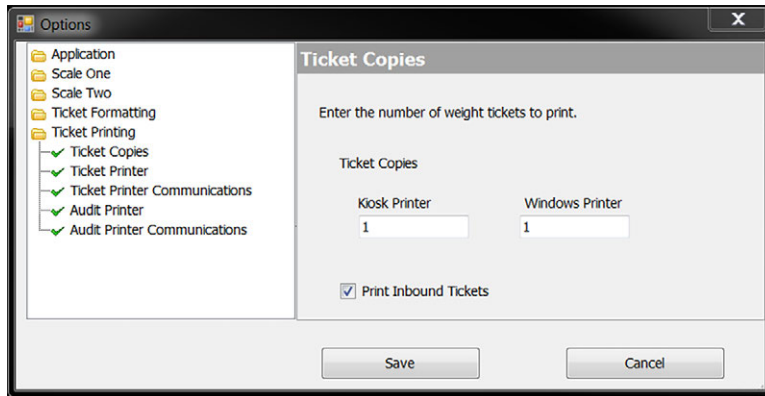 Options
X
Application
Scale One
Scale Two
Ticket Formatting
Ticket Printing
Ticket Copies
Ticket Printer
Ticket Printer Communications
Audit Printer
Audit Printer Communications
Ticket Copies
Enter the number of weight tickets to print.
Ticket Copies
Kiosk Printer Windows Printer
1 1
Print Inbound Tickets
Save Cancel